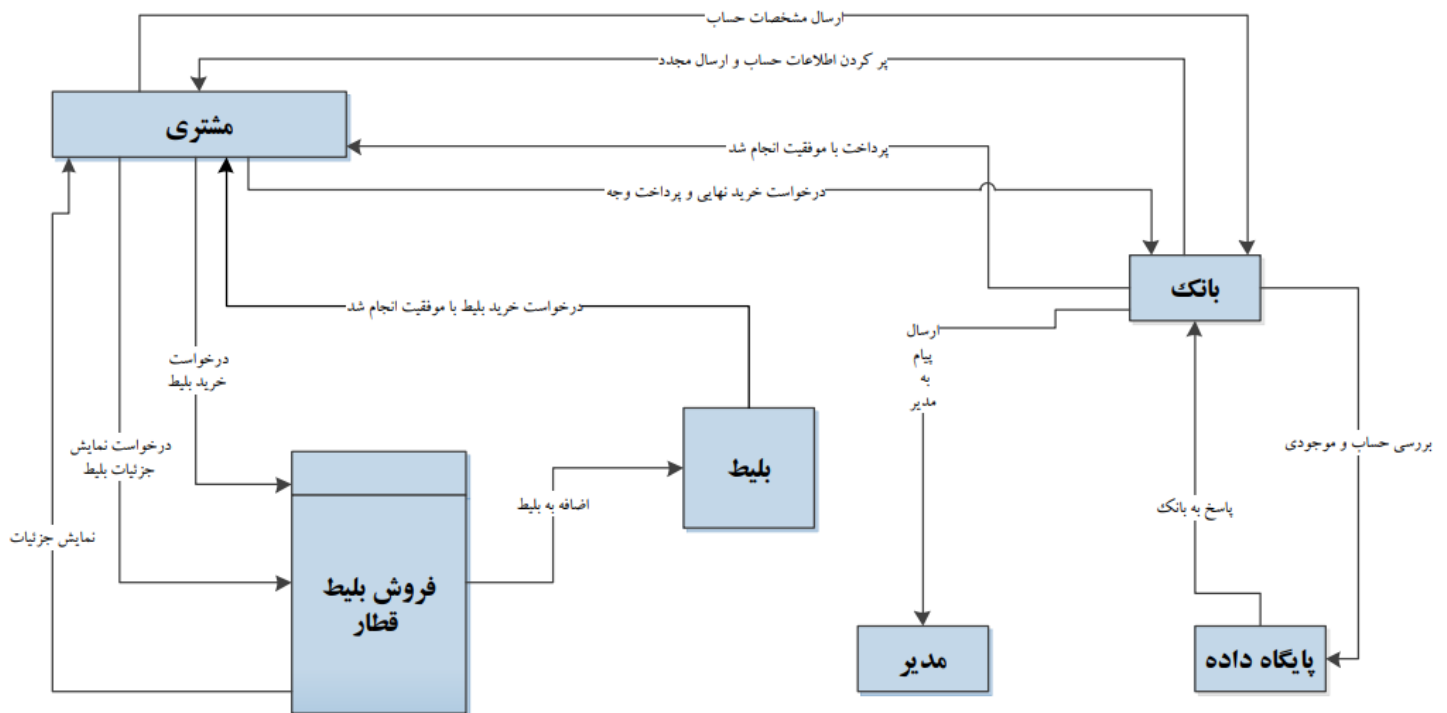 ارسال مشخصات حساب
پر کردن اطلاعات حساب و ارسال مجدد
مشتری
پرداخت با موفقیت انجام شد
درخواست خرید نهایی و پرداخت وجه
بانک
درخواست خرید بلیط با موفقیت انجام شد
ارسال
پیام
به
مدیر
درخواست
خرید بلیط
درخواست نمایش
جزئیات بلیط
بلیط
بررسی حساب و موجودی
اضافه به بلیط
پاسخ به بانک
نمایش جزئیات
فروش بلیط
قطار
مدیر
پایگاه داده